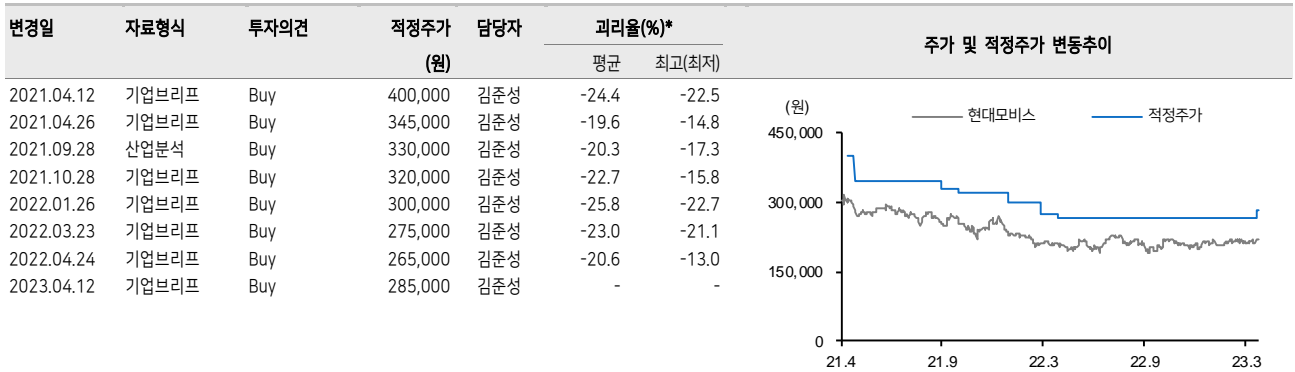 변경일 자료형식 투자의견 적정주가 담당자 괴리율(%)* 주가 및 적정주가 변동추이
(원) 평균 최고(최저)
2021.04.12 기업브리프 Buy 400,000 김준성 -24.4 -22.5
2021.04.26 기업브리프 Buy 345,000 김준성 -19.6 -14.8
2021.09.28 산업분석 Buy 330,000 김준성 -20.3 -17.3
2021.10.28 기업브리프 Buy 320,000 김준성 -22.7 -15.8
2022.01.26 기업브리프 Buy 300,000 김준성 -25.8 -22.7
2022.03.23 기업브리프 Buy 275,000 김준성 -23.0 -21.1
2022.04.24 기업브리프 Buy 265,000 김준성 -20.6 -13.0
2023.04.12 기업브리프 Buy 285,000 김준성 - -
(원) 현대모비스 적정주가
450,000
300,000
150,000
0
21.4 21.9 22.3 22.9 23.3